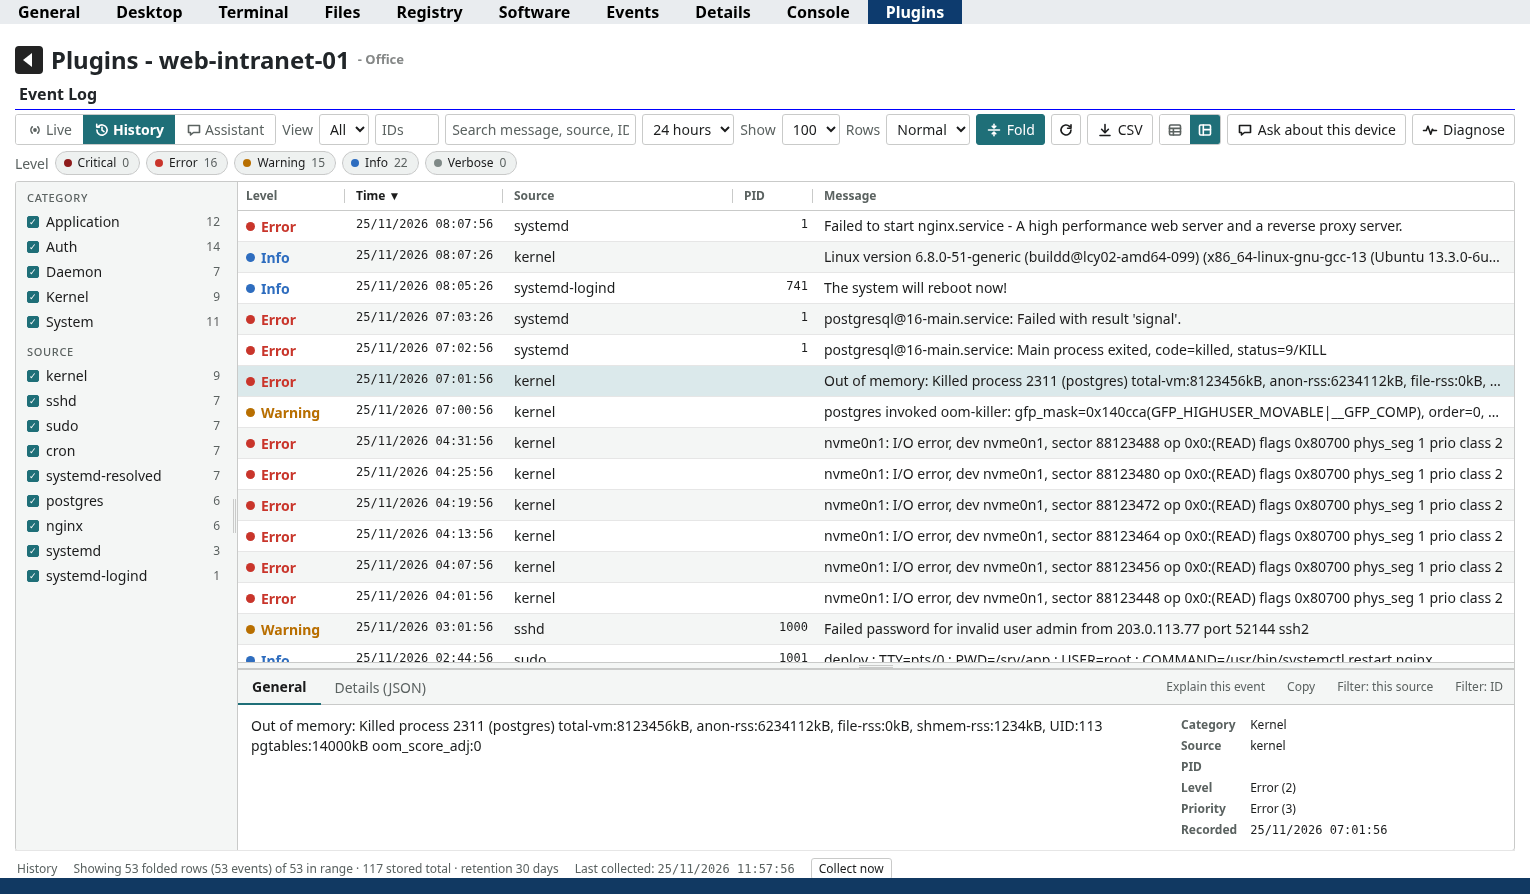 General Desktop Terminal Files Registry Software Events Details Console Plugins
Plugins - web-intranet-01 - Office
Event Log
Live History Assistant View All IDs Search message, source, ID 24 hours Show 100 Rows Normal Fold CSV Ask about this device Diagnose
Level Critical 0 Error 16 Warning 15 Info 22 Verbose 0
CATEGORY
Application 12
Auth 14
Daemon 7
Kernel 9
System 11
SOURCE
kernel 9
sshd 7
sudo 7
cron 7
systemd-resolved 7
postgres 6
nginx 6
systemd 3
systemd-logind 1
Level Time ▼ Source PID Message
Error 25/11/2026 08:07:56 systemd 1 Failed to start nginx.service - A high performance web server and a reverse proxy server.
Info 25/11/2026 08:07:26 kernel Linux version 6.8.0-51-generic (buildd@lcy02-amd64-099) (x86_64-linux-gnu-gcc-13 (Ubuntu 13.3.0-6u...
Info 25/11/2026 08:05:26 systemd-logind 741 The system will reboot now!
Error 25/11/2026 07:03:26 systemd 1 postgresql@16-main.service: Failed with result 'signal'.
Error 25/11/2026 07:02:56 systemd 1 postgresql@16-main.service: Main process exited, code=killed, status=9/KILL
Error 25/11/2026 07:01:56 kernel Out of memory: Killed process 2311 (postgres) total-vm:8123456kB, anon-rss:6234112kB, file-rss:0kB, ...
Warning 25/11/2026 07:00:56 kernel postgres invoked oom-killer: gfp_mask=0x140cca(GFP_HIGHUSER_MOVABLE|__GFP_COMP), order=0, ...
Error 25/11/2026 04:31:56 kernel nvme0n1: I/O error, dev nvme0n1, sector 88123488 op 0x0:(READ) flags 0x80700 phys_seg 1 prio class 2
Error 25/11/2026 04:25:56 kernel nvme0n1: I/O error, dev nvme0n1, sector 88123480 op 0x0:(READ) flags 0x80700 phys_seg 1 prio class 2
Error 25/11/2026 04:19:56 kernel nvme0n1: I/O error, dev nvme0n1, sector 88123472 op 0x0:(READ) flags 0x80700 phys_seg 1 prio class 2
Error 25/11/2026 04:13:56 kernel nvme0n1: I/O error, dev nvme0n1, sector 88123464 op 0x0:(READ) flags 0x80700 phys_seg 1 prio class 2
Error 25/11/2026 04:07:56 kernel nvme0n1: I/O error, dev nvme0n1, sector 88123456 op 0x0:(READ) flags 0x80700 phys_seg 1 prio class 2
Error 25/11/2026 04:01:56 kernel nvme0n1: I/O error, dev nvme0n1, sector 88123448 op 0x0:(READ) flags 0x80700 phys_seg 1 prio class 2
Warning 25/11/2026 03:01:56 sshd 1000 Failed password for invalid user admin from 203.0.113.77 port 52144 ssh2
Info 25/11/2026 02:44:56 sudo 1001 deploy : TTY=pts/0 ; PWD=/srv/app ; USER=root ; COMMAND=/usr/bin/systemctl restart nginx
General Details (JSON) Explain this event Copy Filter: this source Filter: ID
Out of memory: Killed process 2311 (postgres) total-vm:8123456kB, anon-rss:6234112kB, file-rss:0kB, shmem-rss:1234kB, UID:113
pgtables:14000kB oom_score_adj:0
Category Kernel
Source kernel
PID
Level Error (2)
Priority Error (3)
Recorded 25/11/2026 07:01:56
History Showing 53 folded rows (53 events) of 53 in range · 117 stored total · retention 30 days Last collected: 25/11/2026 11:57:56 Collect now